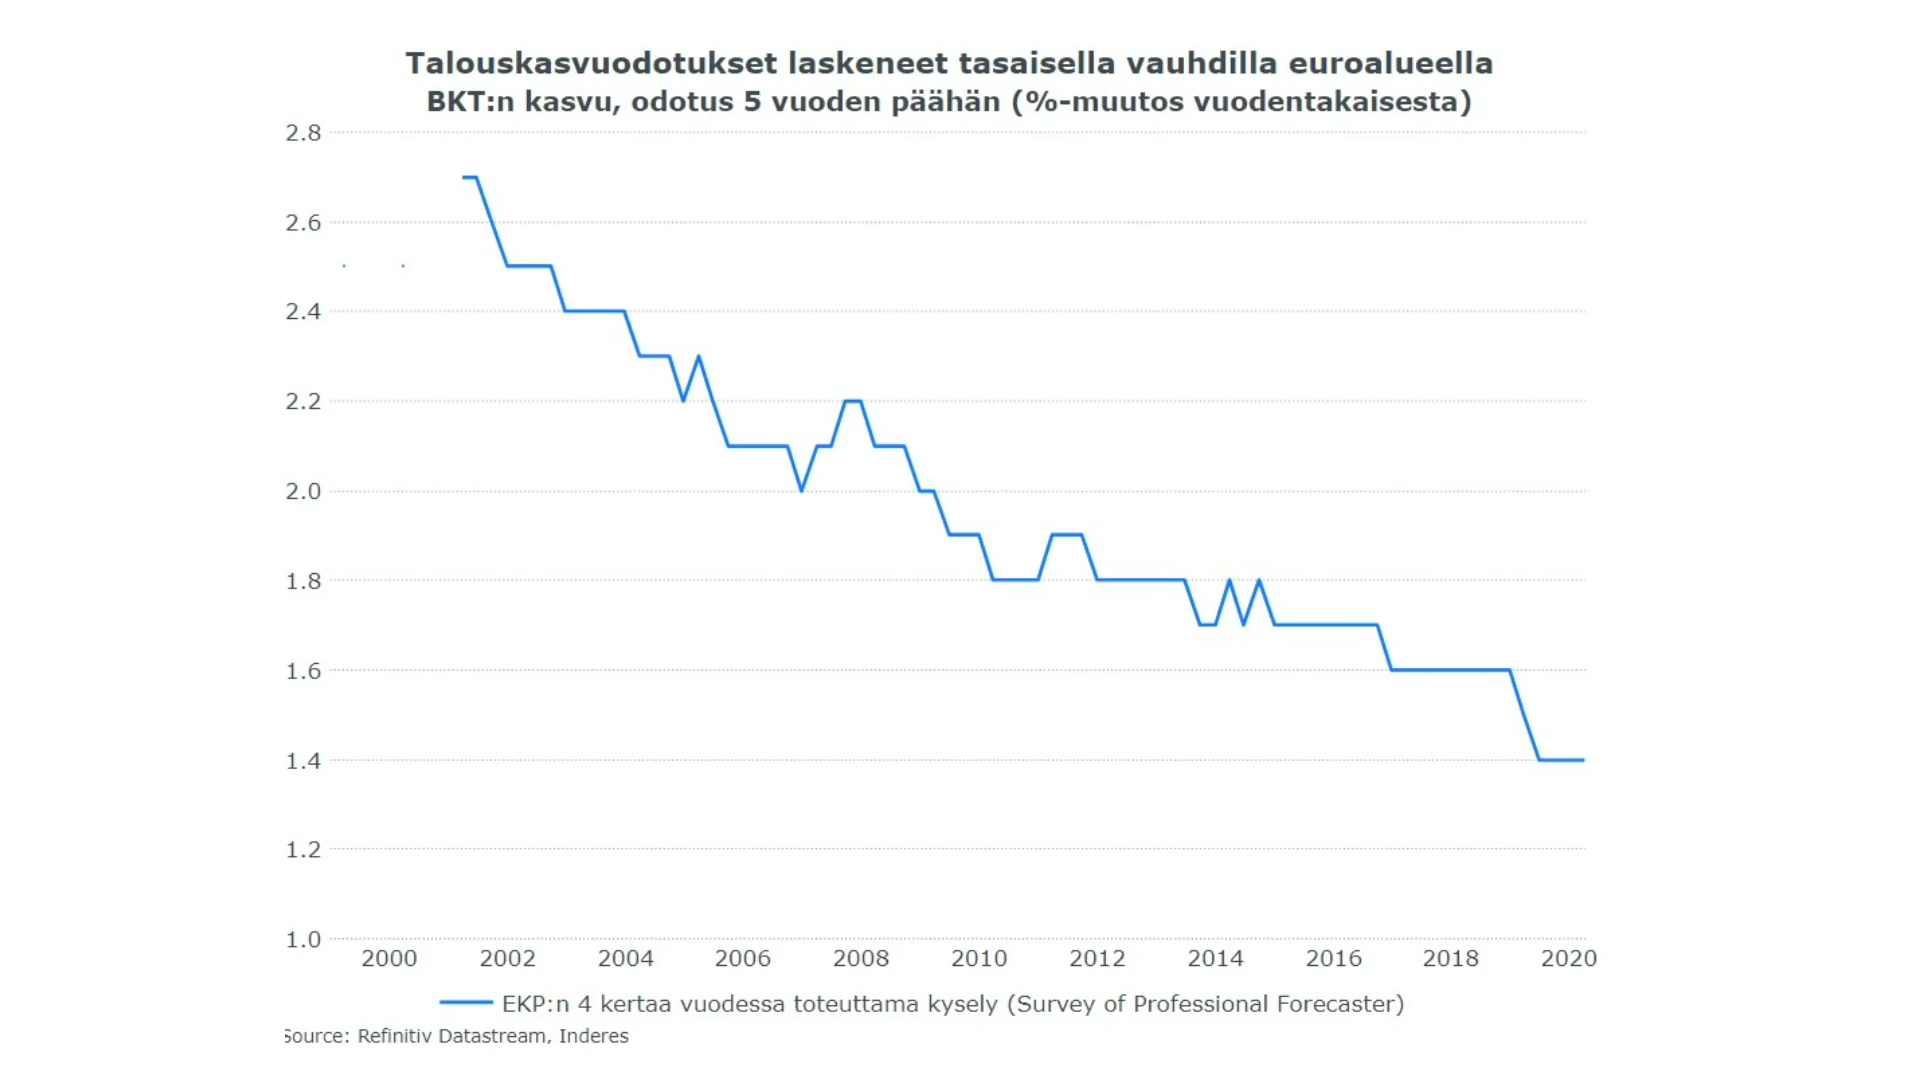 Talouskasvuodotukset laskeneet tasaisella vauhdilla euroalueella
BKT:n kasvu, odotus 5 vuoden päähän (%-muutos vuodentakaisesta)
2.8
2.6
2.4
2.2
2.0
1.8
1.6
1.4
1.2
1.0
2000 2002 2004 2006 2008 2010 2012 2014 2016 2018 2020
EKP:n 4 kertaa vuodessa toteuttama kysely (Survey of Professional Forecaster)
Source: Refinitiv Datastream, Inderes